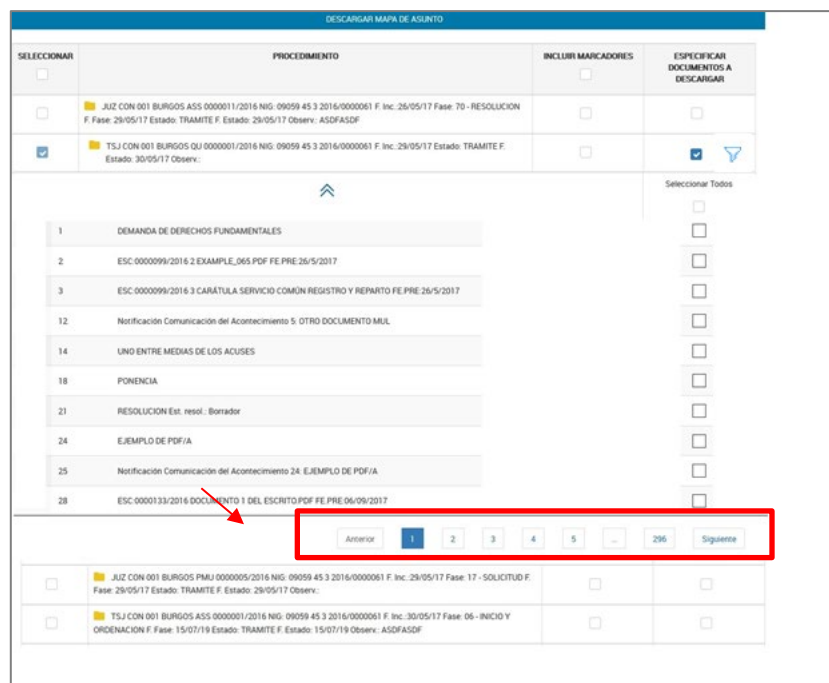 DESCARGAR MAPA DE ASUNTO
SELECCIONAR PROCEDIMIENTO INCLUIR MARCADORES ESPECIFICAR
DOCUMENTOS A
DESCARGAR
JUZ CON 001 BURGOS ASS 0000011/2016 NIG: 09059 45 3 2016/0000061 F. Inc.:26/05/17 Fase: 70 - RESOLUCION
F. Fase: 29/05/17 Estado: TRAMITE F. Estado: 29/05/17 Observ.: ASDFASDF
TSJ CON 001 BURGOS QU 0000001/2016 NIG: 09059 45 3 2016/0000061 F. Inc.:29/05/17 Estado: TRAMITE F.
Estado: 30/05/17 Observ.:
Seleccionar Todos
1 DEMANDA DE DERECHOS FUNDAMENTALES
2 ESC:0000099/2016 2 EXAMPLE_065.PDF FE.PRE:26/5/2017
3 ESC:0000099/2016 3 CARÁTULA SERVICIO COMÚN REGISTRO Y REPARTO FE.PRE:26/5/2017
12 Notificación Comunicación del Acontecimiento 5: OTRO DOCUMENTO MUL
14 UNO ENTRE MEDIAS DE LOS ACUSES
18 PONENCIA
21 RESOLUCION Est. resol.: Borrador
24 EJEMPLO DE PDF/A
25 Notificación Comunicación del Acontecimiento 24: EJEMPLO DE PDF/A
28 ESC:0000133/2016 DOCUMENTO 1 DEL ESCRITO.PDF FE.PRE:06/09/2017
Anterior 1 2 3 4 5 ... 296 Siguiente
JUZ CON 001 BURGOS PMU 0000005/2016 NIG: 09059 45 3 2016/0000061 F. Inc.:29/05/17 Fase: 17 - SOLICITUD F.
Fase: 29/05/17 Estado: TRAMITE F. Estado: 29/05/17 Observ.:
TSJ CON 001 BURGOS ASS 0000001/2016 NIG: 09059 45 3 2016/0000061 F. Inc.:30/05/17 Fase: 06 - INICIO Y
ORDENACION F. Fase: 15/07/19 Estado: TRAMITE F. Estado: 15/07/19 Observ.: ASDFASDF